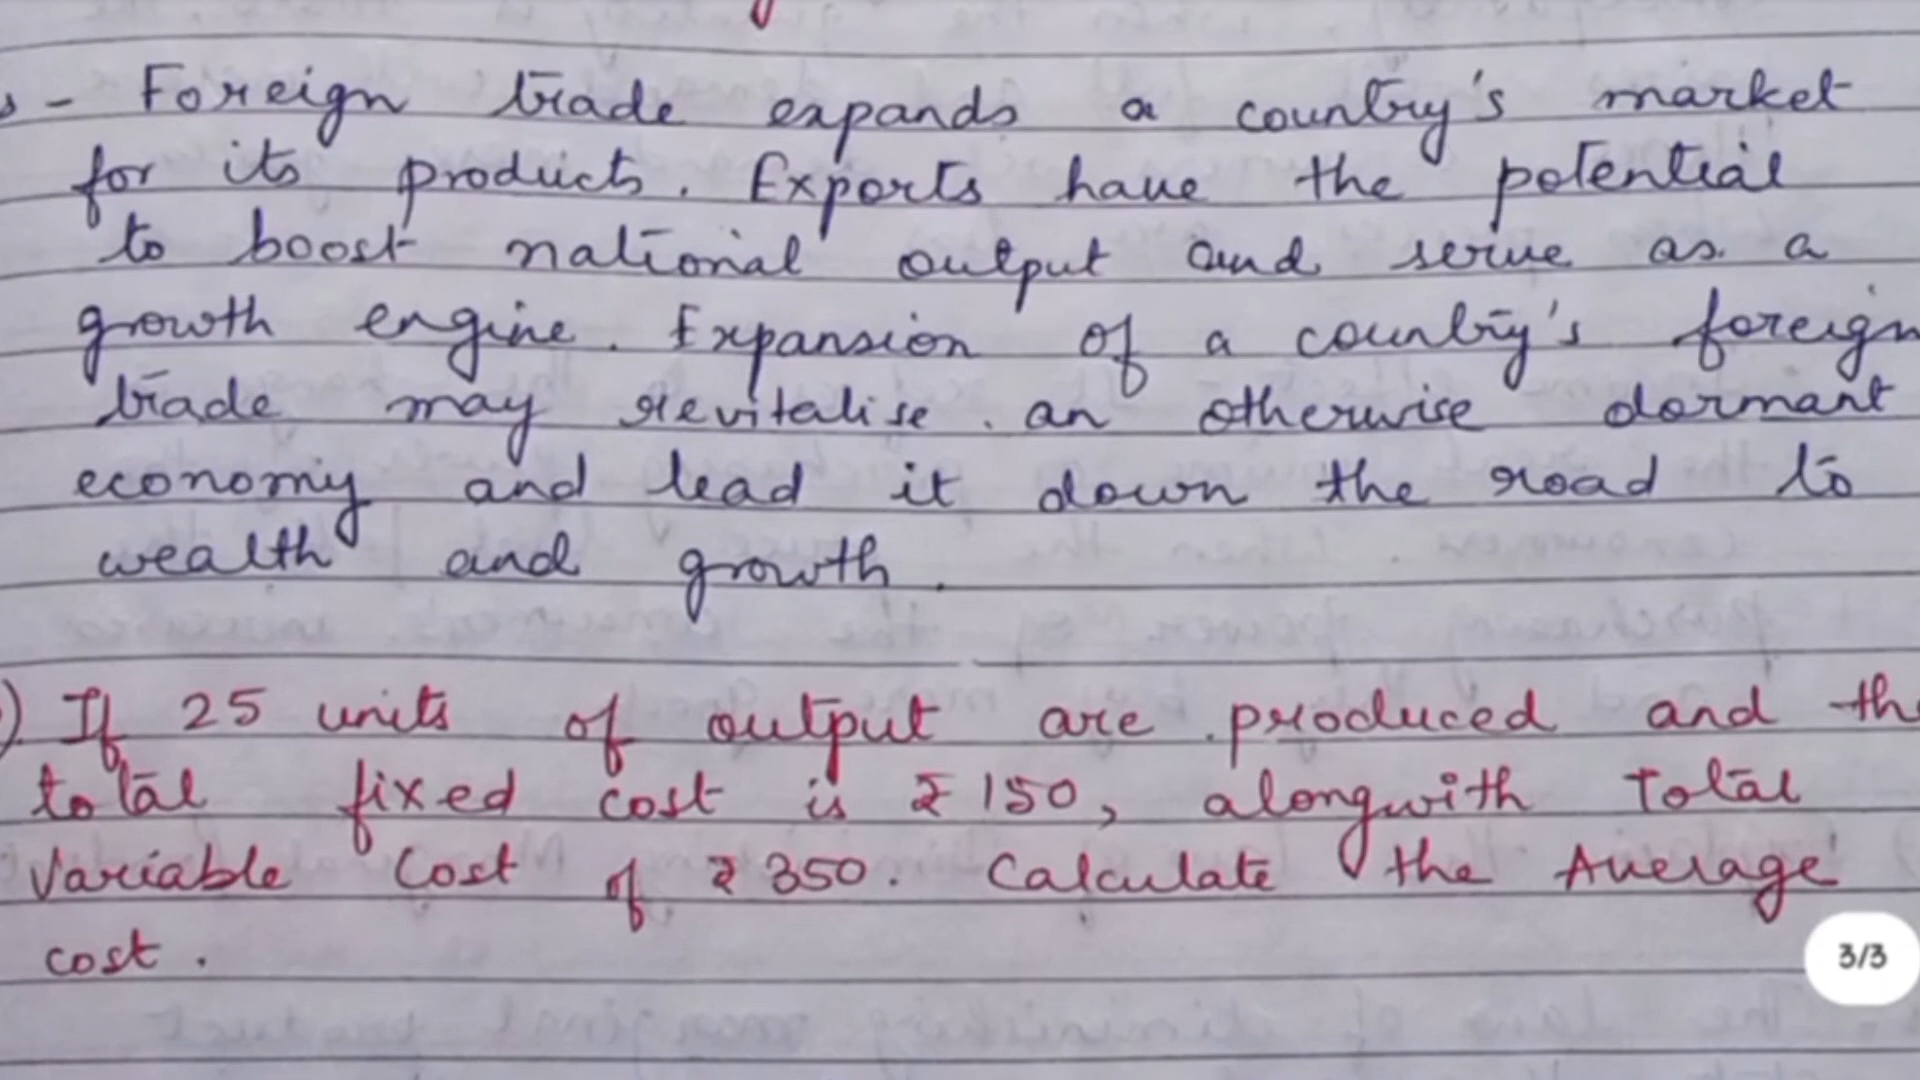 s - Foreign trade expands a country's market
for its products. Exports have the potential
to boost national output and serve as a
growth engine. Expansion of a country's foreign
trade may revitalise an otherwise dormant
economy and lead it down the road to
wealth and growth.
) If 25 units of output are produced and the
total fixed cost is ₹ 150, alongwith Total
Variable Cost of ₹ 350. Calculate the Average
cost.
3/3